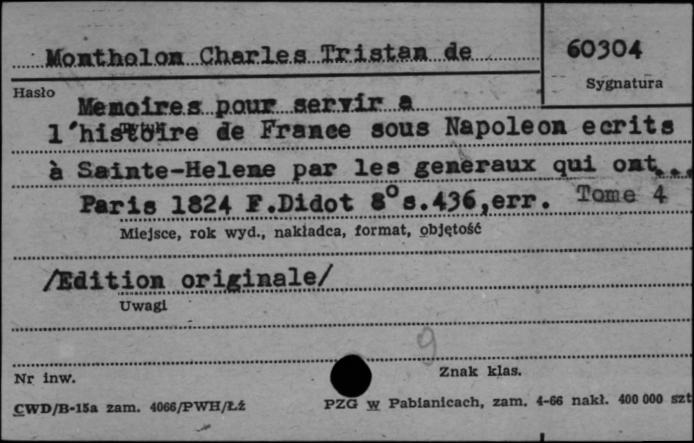 Montholon Charles Tristan de
60304
Sygnatura
Hasło
Memoires pour servir a
l'histoire de France sous Napoleon ecrits
à Sainte-Helene par les generaux qui ont...
Paris 1824 F.Didot 8° s.436,err. Tome 4
Miejsce, rok wyd., nakładca, format, objętość
/Edition originale/
Uwagi
9
Nr inw.
Znak klas.
CWD/B-15a zam. 4066/PWH/Łź
PZG w Pabianicach, zam. 4-66 nakł. 400 000 szt